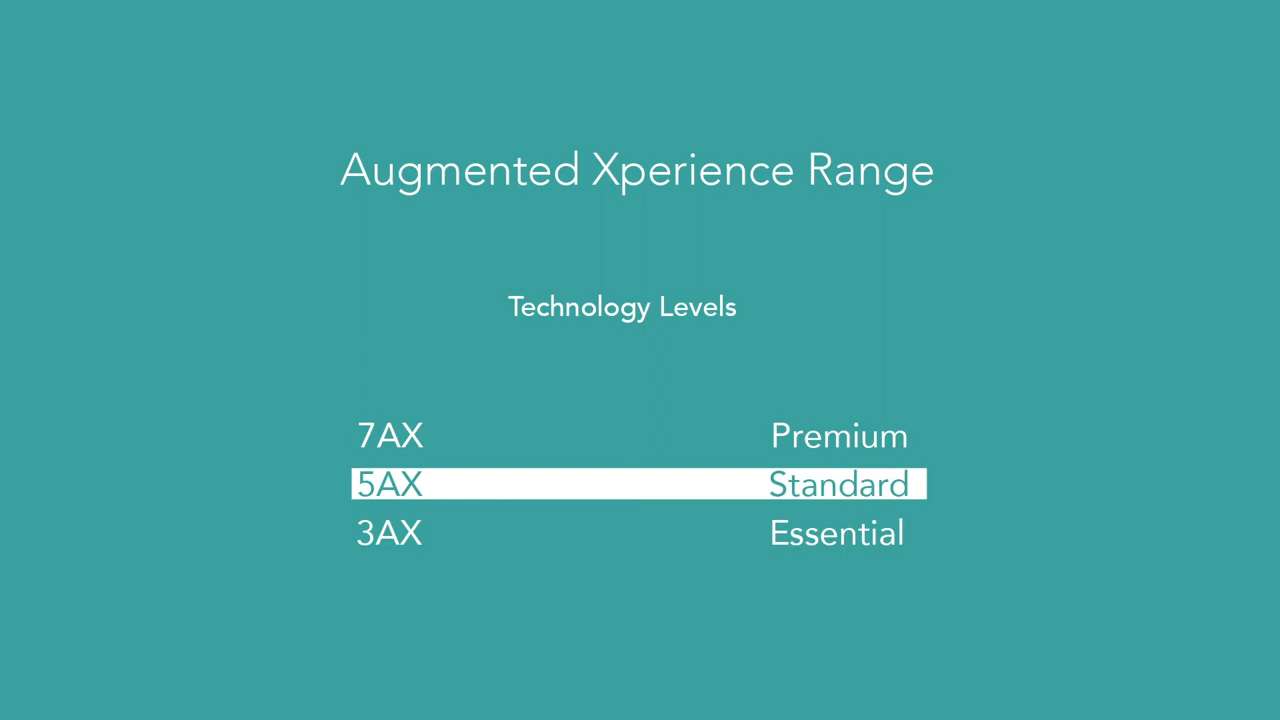 Augmented Xperience Range
Technology Levels
7AX Premium
5AX Standard
3AX Essential